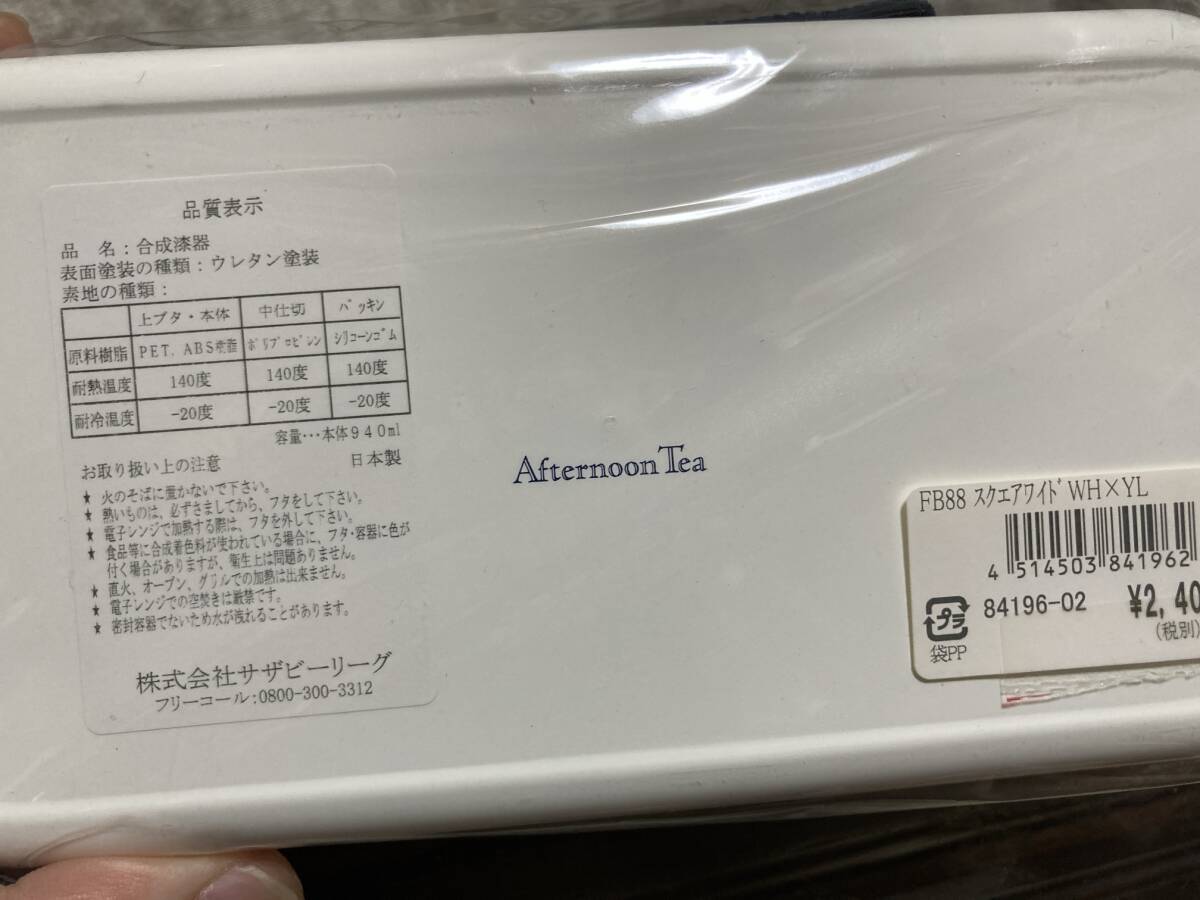 品質表示
品 名：合成漆器
表面塗装の種類：ウレタン塗装
素地の種類：
上ブタ・本体 中仕切 パッキン
原料樹脂 PET、ABS樹脂 ポリプロピレン シリコーンゴム
耐熱温度 140度 140度 140度
耐冷温度 -20度 -20度 -20度
容量…本体940ml
お取り扱い上の注意 日本製
★ 火のそばに置かないで下さい。
★ 熱いものは、必ずさましてから、フタをして下さい。
★ 電子レンジで加熱する際は、フタを外して下さい。
★ 食品等に合成着色料が使われている場合に、フタ・容器に色が
付く場合がありますが、衛生上は問題ありません。
★ 直火、オーブン、グリルでの加熱は出来ません。
★ 電子レンジでの空焚きは厳禁です。
★ 密封容器でないため水が洩れることがあります。
株式会社サザビーリーグ
フリーコール：0800-300-3312
Afternoon Tea
FB88 スクエアワイド WH×YL
4 514503 841962
84196-02 ¥2,40
(税別)
プラ
袋PP